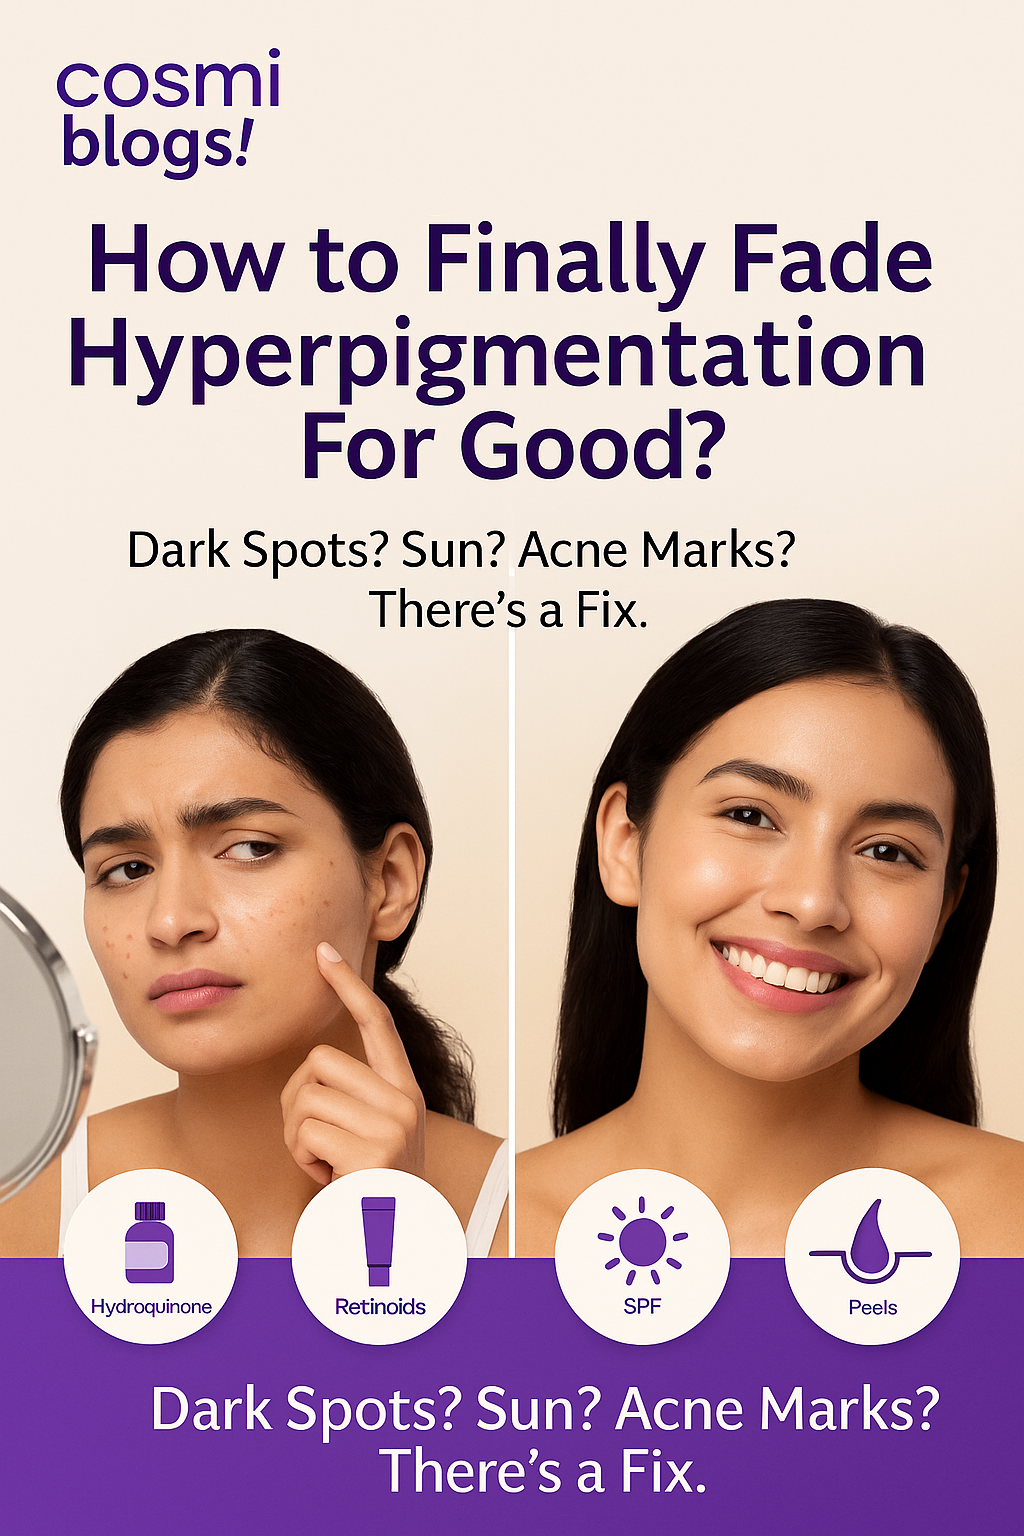 cosmi
blogs!
How to Finally Fade
Hyperpigmentation
For Good?
Dark Spots? Sun? Acne Marks?
There's a Fix.
Hydroquinone
Retinoids
SPF
Peels
Dark Spots? Sun? Acne Marks?
There's a Fix.